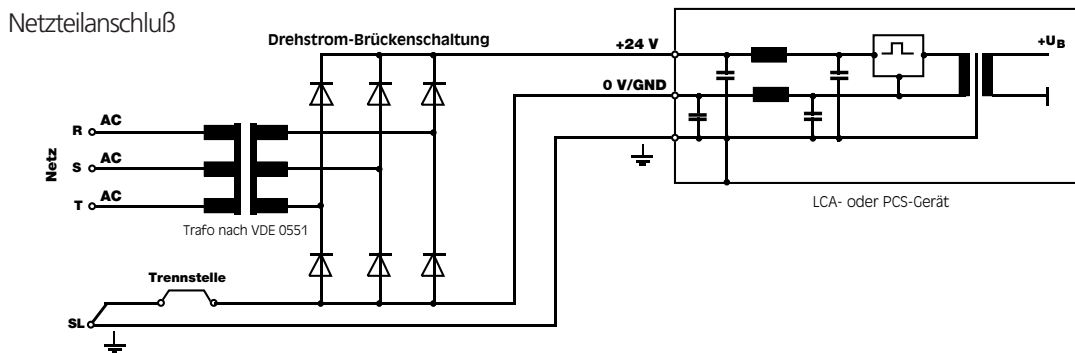 Netzteilanschluß
Drehstrom-Brückenschaltung
+24 V
+UB
0 V/GND
R AC
Netz
S AC
T AC
Trafo nach VDE 0551
LCA- oder PCS-Gerät
Trennstelle
SL